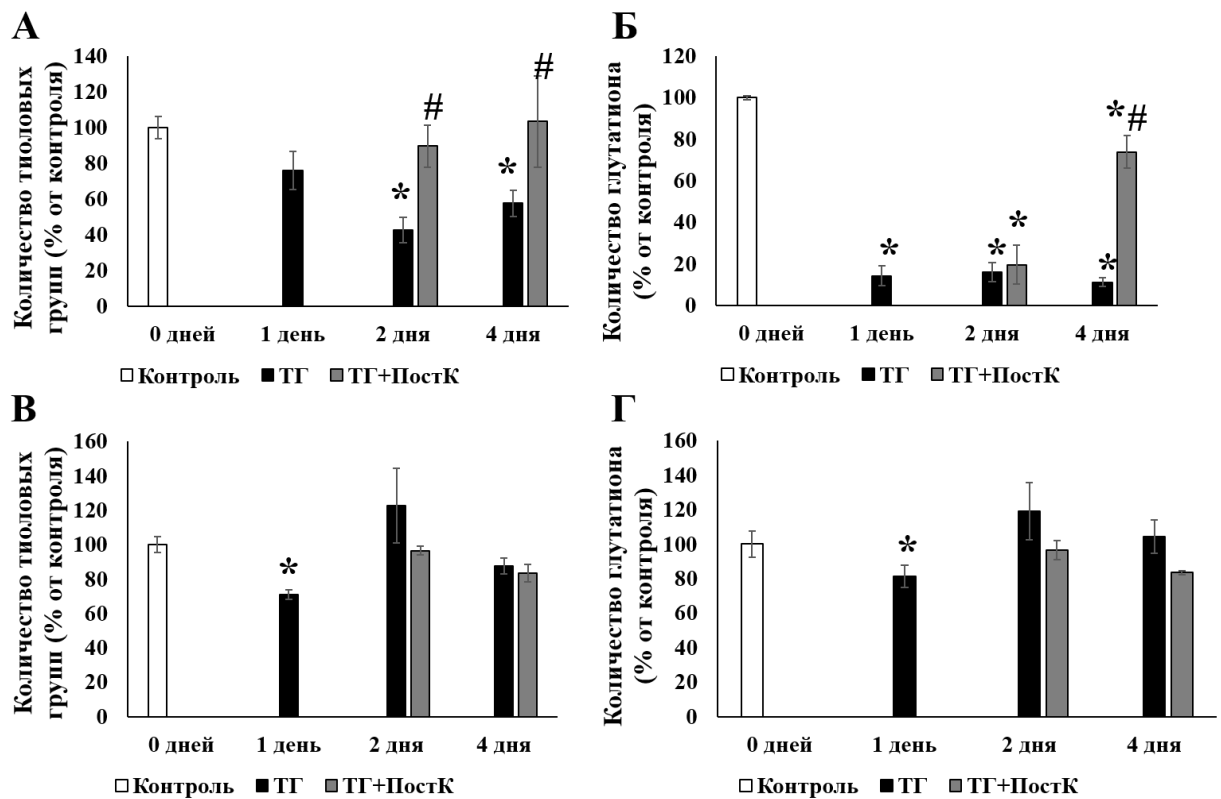 А
Количество тиоловых
групп (% от контроля)
140
120
100
80
60
40
20
0
#
#
*
*
0 дней 1 день 2 дня 4 дня
Контроль ТГ ТГ+ПостК
Б
Количество глутатиона
(% от контроля)
120
100
80
60
40
20
0
*#
*
*
*
*
0 дней 1 день 2 дня 4 дня
Контроль ТГ ТГ+ПостК
В
Количество тиоловых
групп (% от контроля)
160
140
120
100
80
60
40
20
0
*
0 дней 1 день 2 дня 4 дня
Контроль ТГ ТГ+ПостК
Г
Количество глутатиона
(% от контроля)
160
140
120
100
80
60
40
20
0
*
0 дней 1 день 2 дня 4 дня
Контроль ТГ ТГ+ПостК